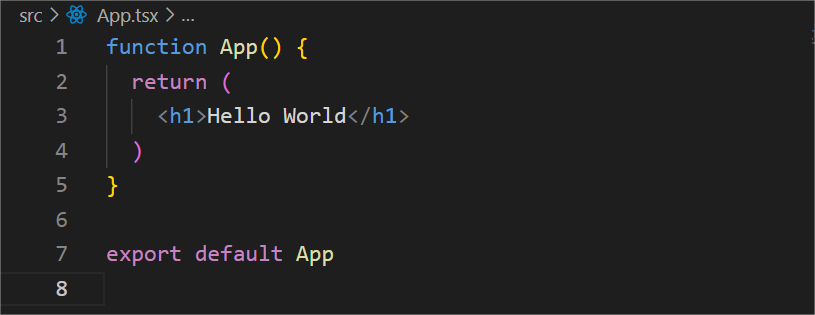 src > App.tsx > ...
1 function App() {
2   return (
3     <h1>Hello World</h1>
4   )
5 }
6
7 export default App
8